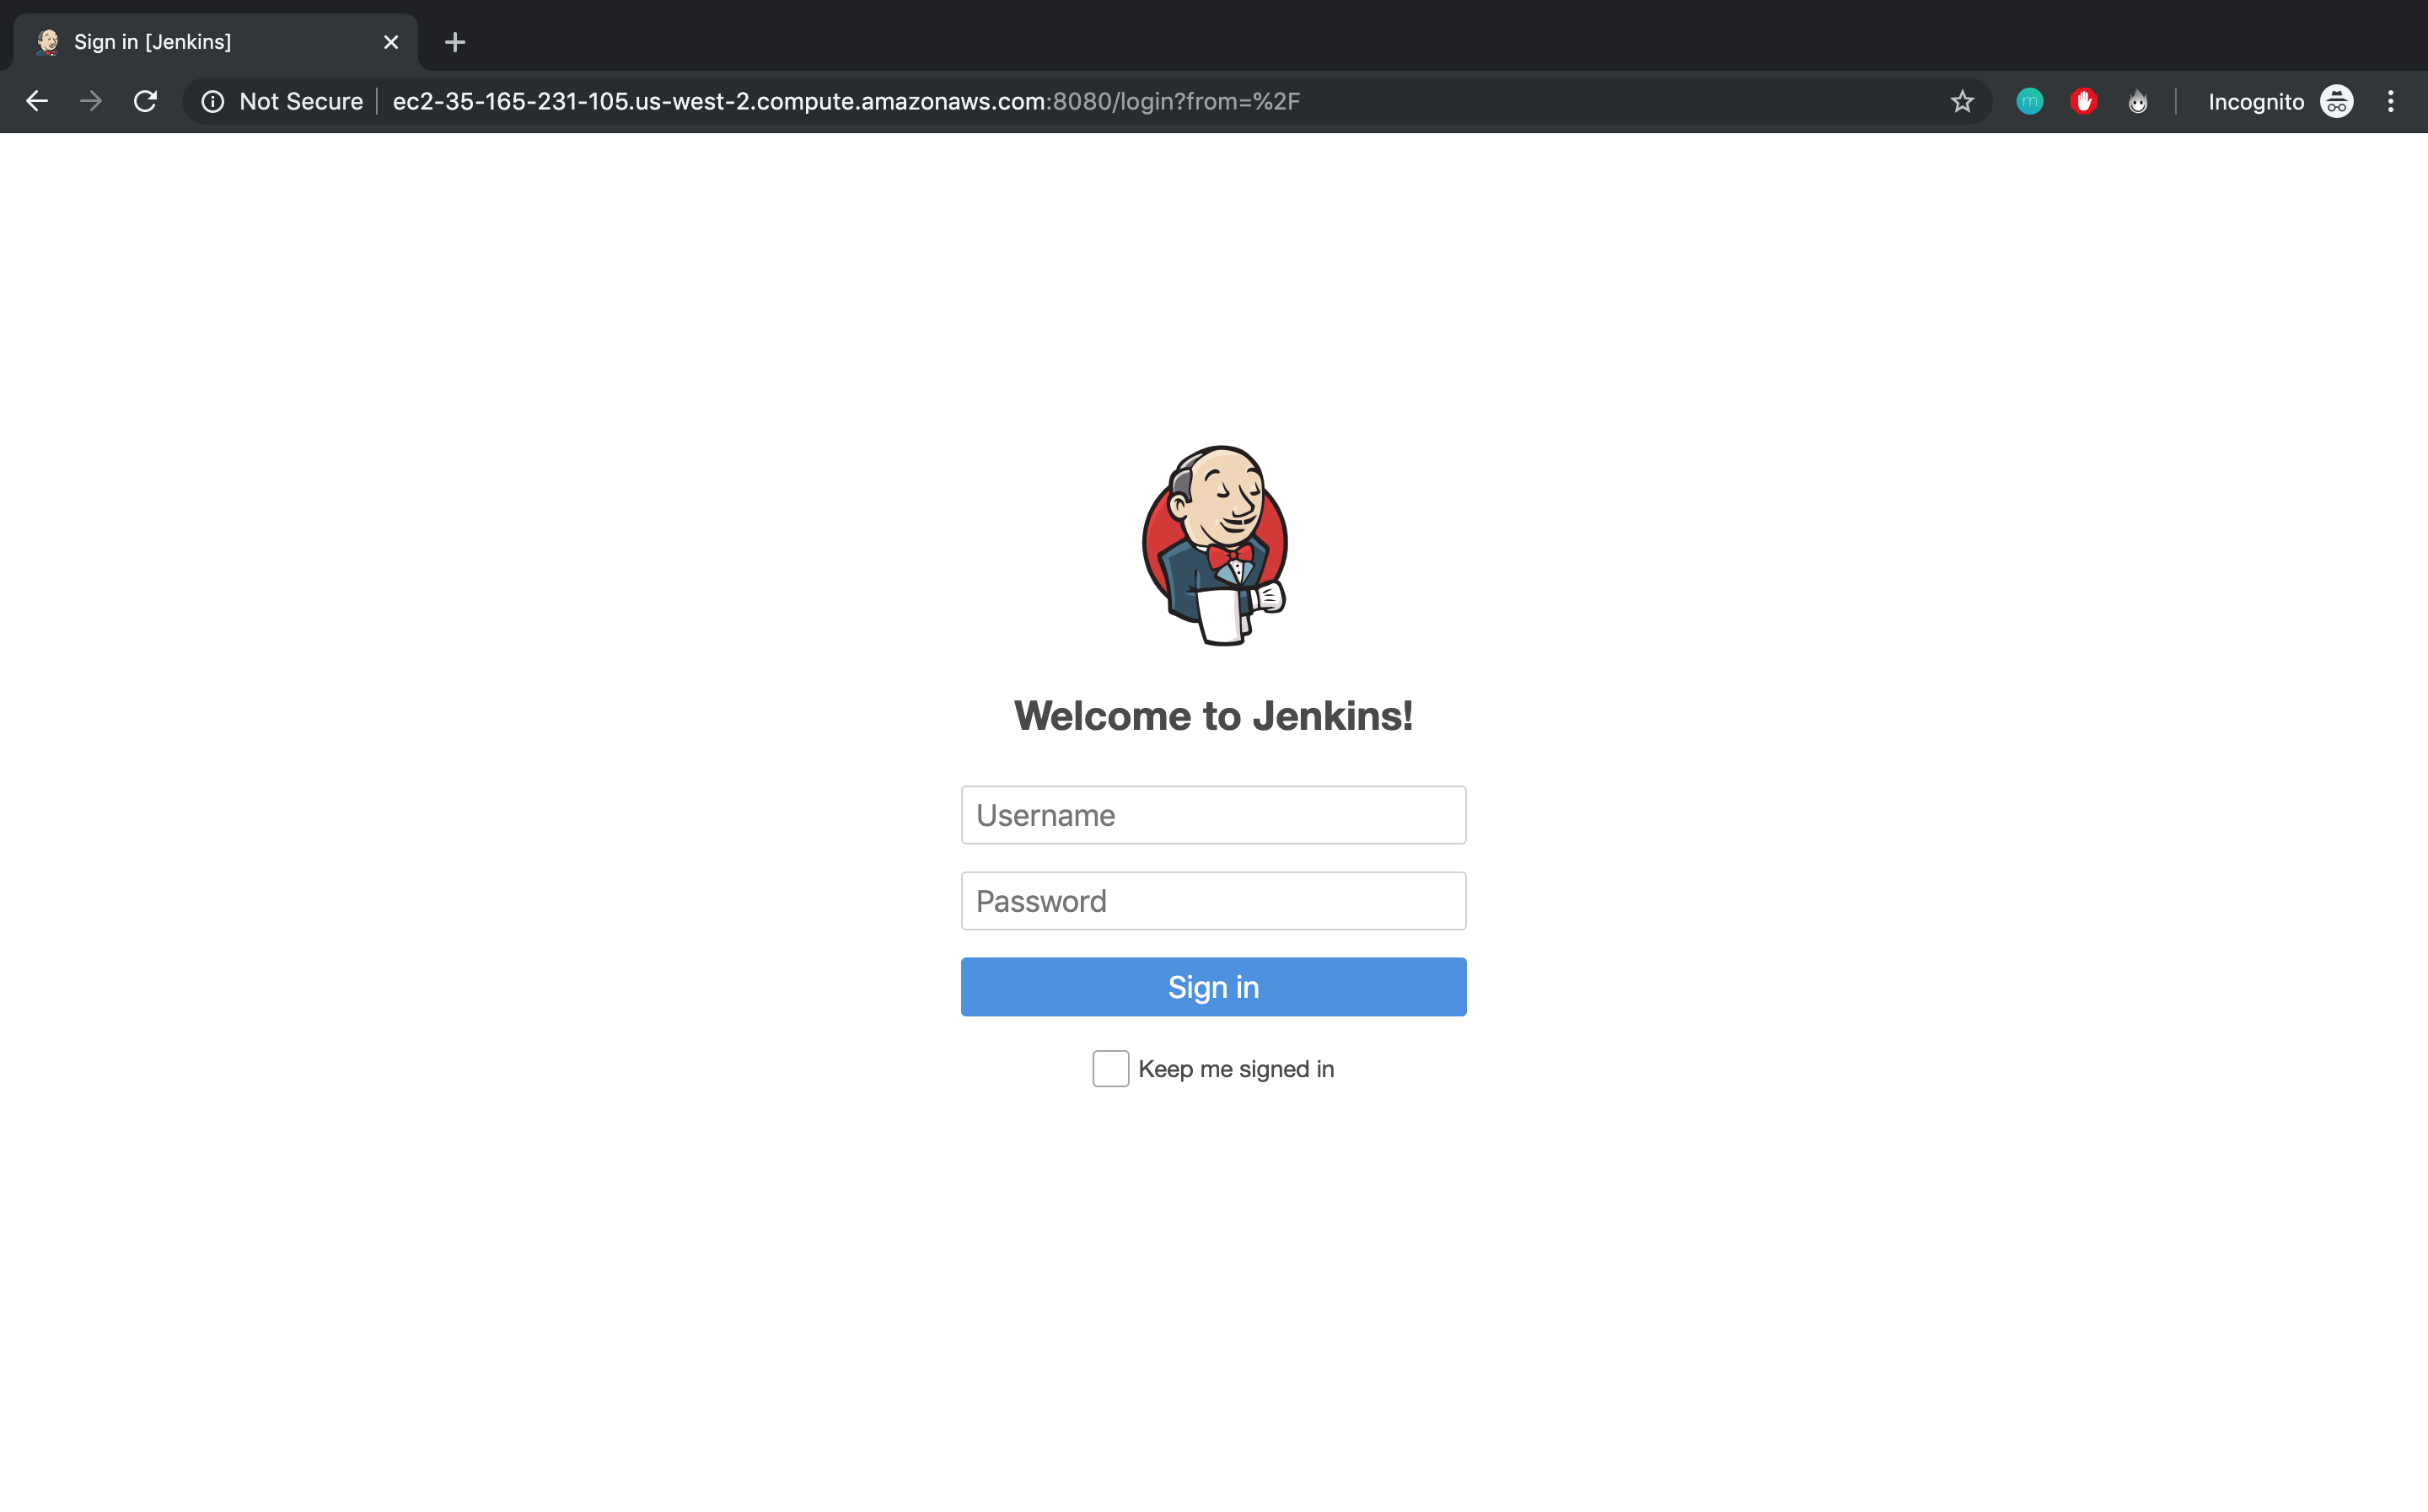 Sign in [Jenkins]
Not Secure ec2-35-165-231-105.us-west-2.compute.amazonaws.com:8080/login?from=%2F
m
Incognito
Welcome to Jenkins!
Username
Password
Sign in
Keep me signed in